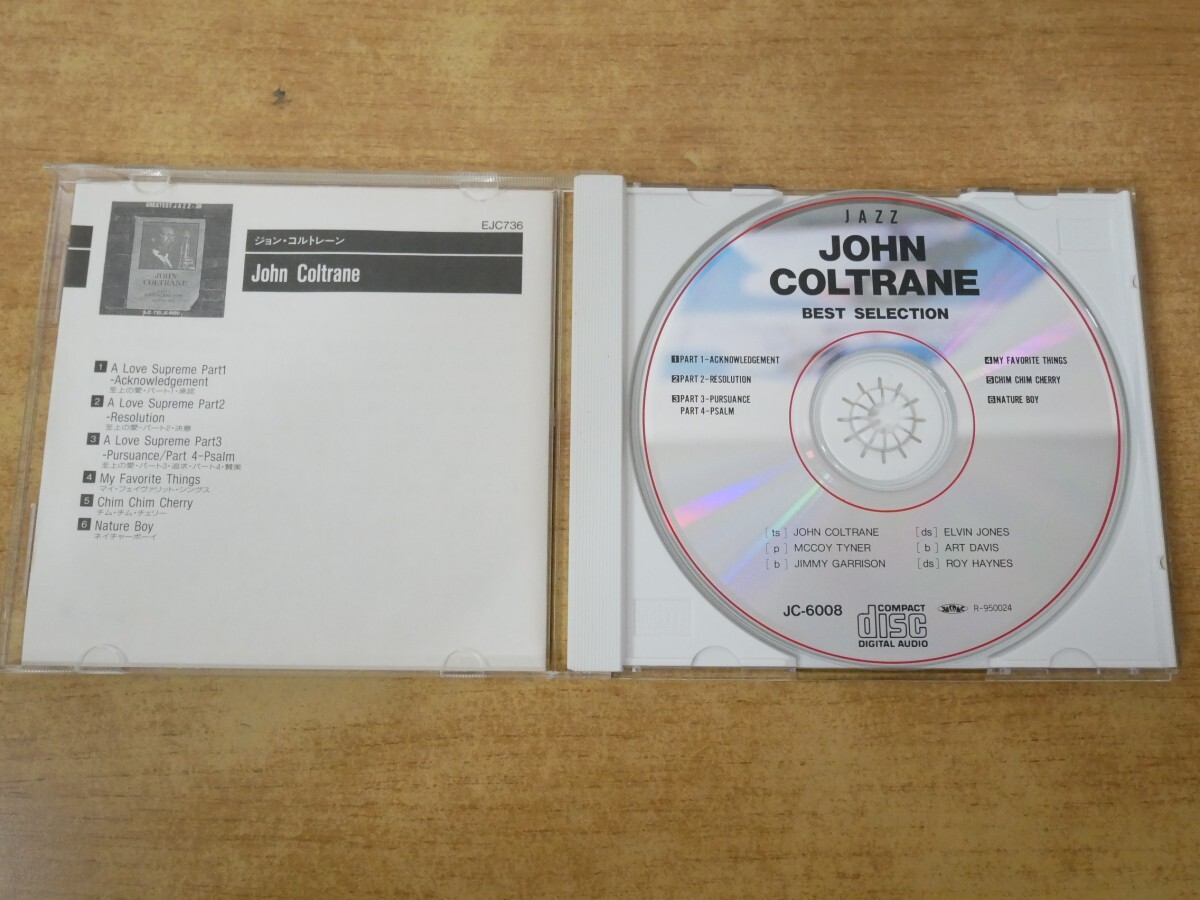 EJC736
ジョン・コルトレーン
John Coltrane
JOHN
COLTRANE
1 A Love Supreme Part1
-Acknowledgement
至上の愛・パート1・承認
2 A Love Supreme Part2
-Resolution
至上の愛・パート2・決意
3 A Love Supreme Part3
-Pursuance/Part 4-Psalm
至上の愛・パート3・追求・パート4・賛美
4 My Favorite Things
マイ・フェイヴァリット・シングス
5 Chim Chim Cherry
チム・チム・チェリー
6 Nature Boy
ネイチャーボーイ
JAZZ
JOHN
COLTRANE
BEST SELECTION
1 PART 1-ACKNOWLEDGEMENT
2 PART 2-RESOLUTION
3 PART 3-PURSUANCE
PART 4-PSALM
4 MY FAVORITE THINGS
5 CHIM CHIM CHERRY
6 NATURE BOY
[ts] JOHN COLTRANE
[p] MCCOY TYNER
[b] JIMMY GARRISON
[ds] ELVIN JONES
[b] ART DAVIS
[ds] ROY HAYNES
JC-6008
COMPACT
disc
DIGITAL AUDIO
R-950024